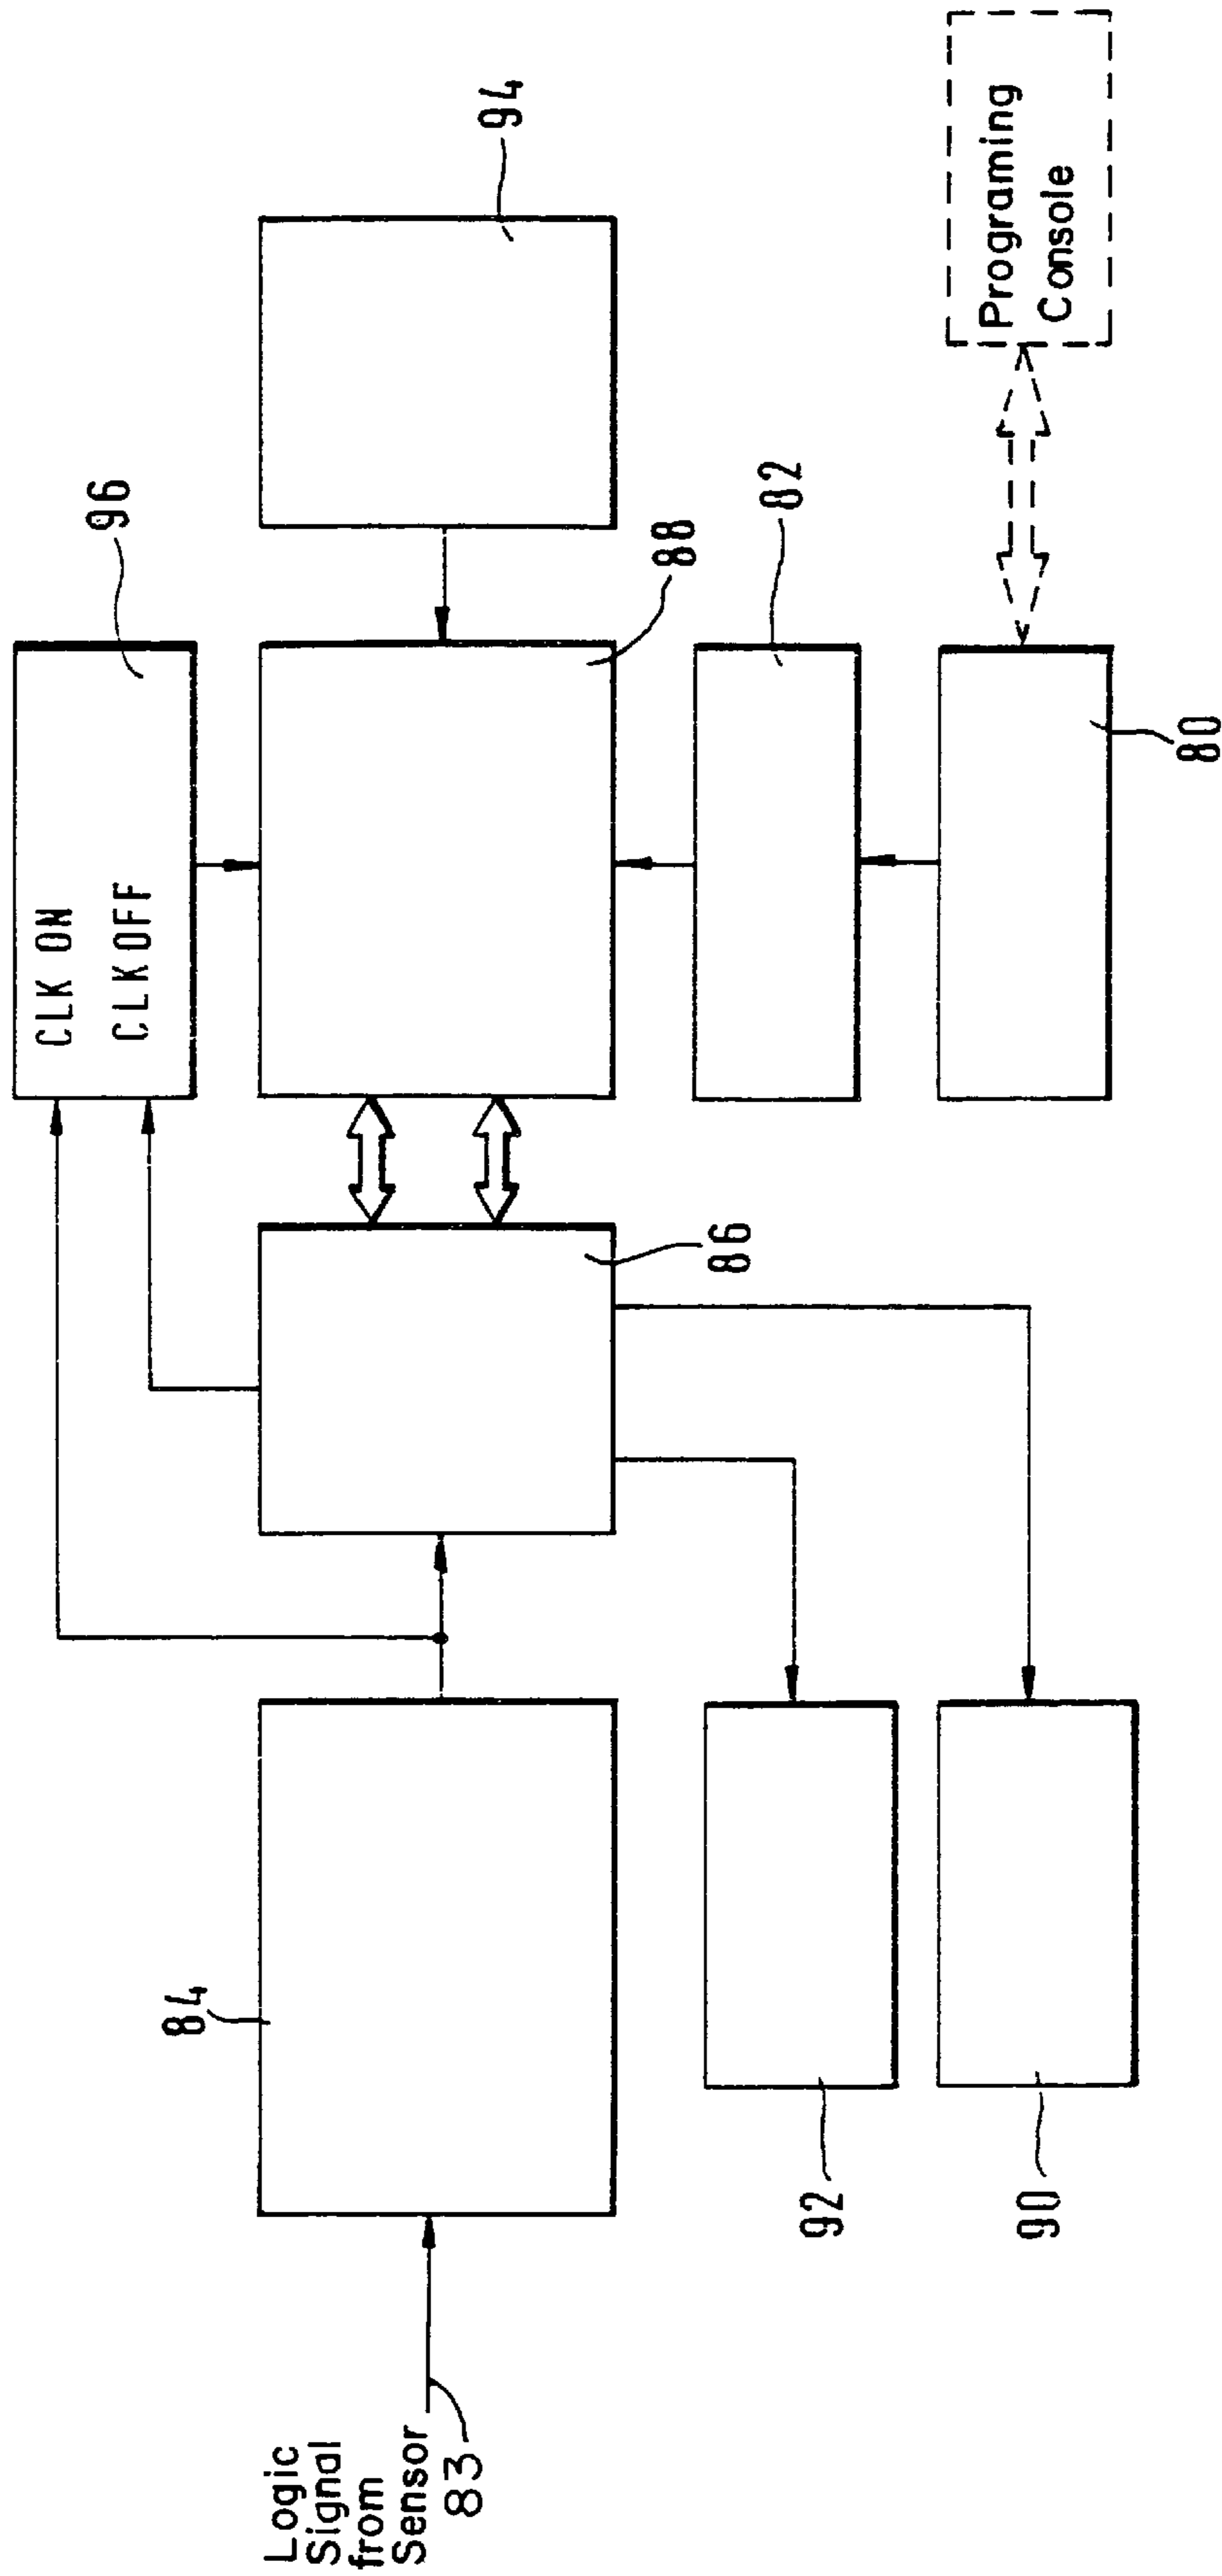 Logic
Signal
from
Sensor
83
84
92
90
86
CLK ON
CLK OFF
96
88
82
80
94
Programing
Console